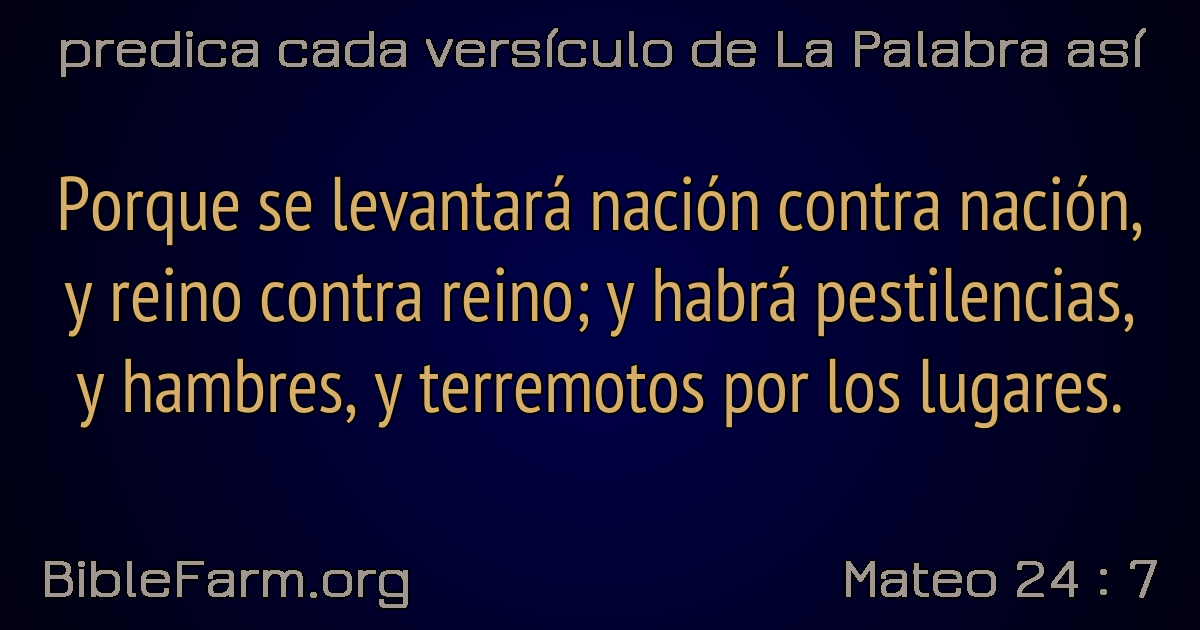 predica cada versículo de La Palabra así
Porque se levantará nación contra nación,
y reino contra reino; y habrá pestilencias,
y hambres, y terremotos por los lugares.
BibleFarm.org
Mateo 24 : 7